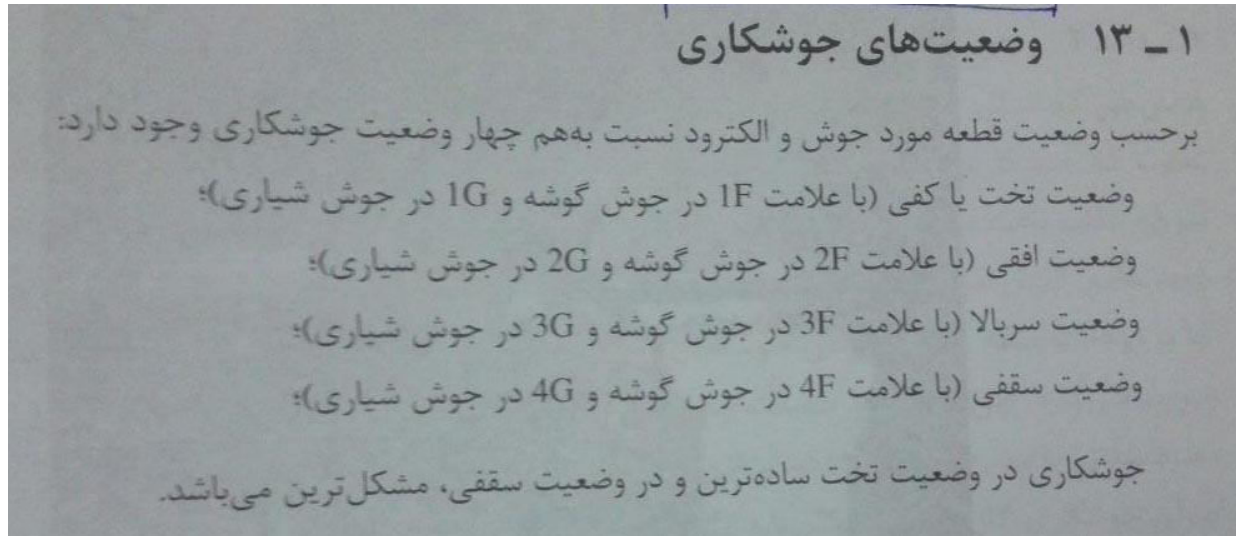 ۱ ـ ۱۳ وضعیت‌های جوشکاری
برحسب وضعیت قطعه مورد جوش و الکترود نسبت به‌هم چهار وضعیت جوشکاری وجود دارد:
وضعیت تخت یا کفی (با علامت 1F در جوش گوشه و 1G در جوش شیاری)؛
وضعیت افقی (با علامت 2F در جوش گوشه و 2G در جوش شیاری)؛
وضعیت سربالا (با علامت 3F در جوش گوشه و 3G در جوش شیاری)؛
وضعیت سقفی (با علامت 4F در جوش گوشه و 4G در جوش شیاری)؛
جوشکاری در وضعیت تخت ساده‌ترین و در وضعیت سقفی، مشکل‌ترین می‌باشد.